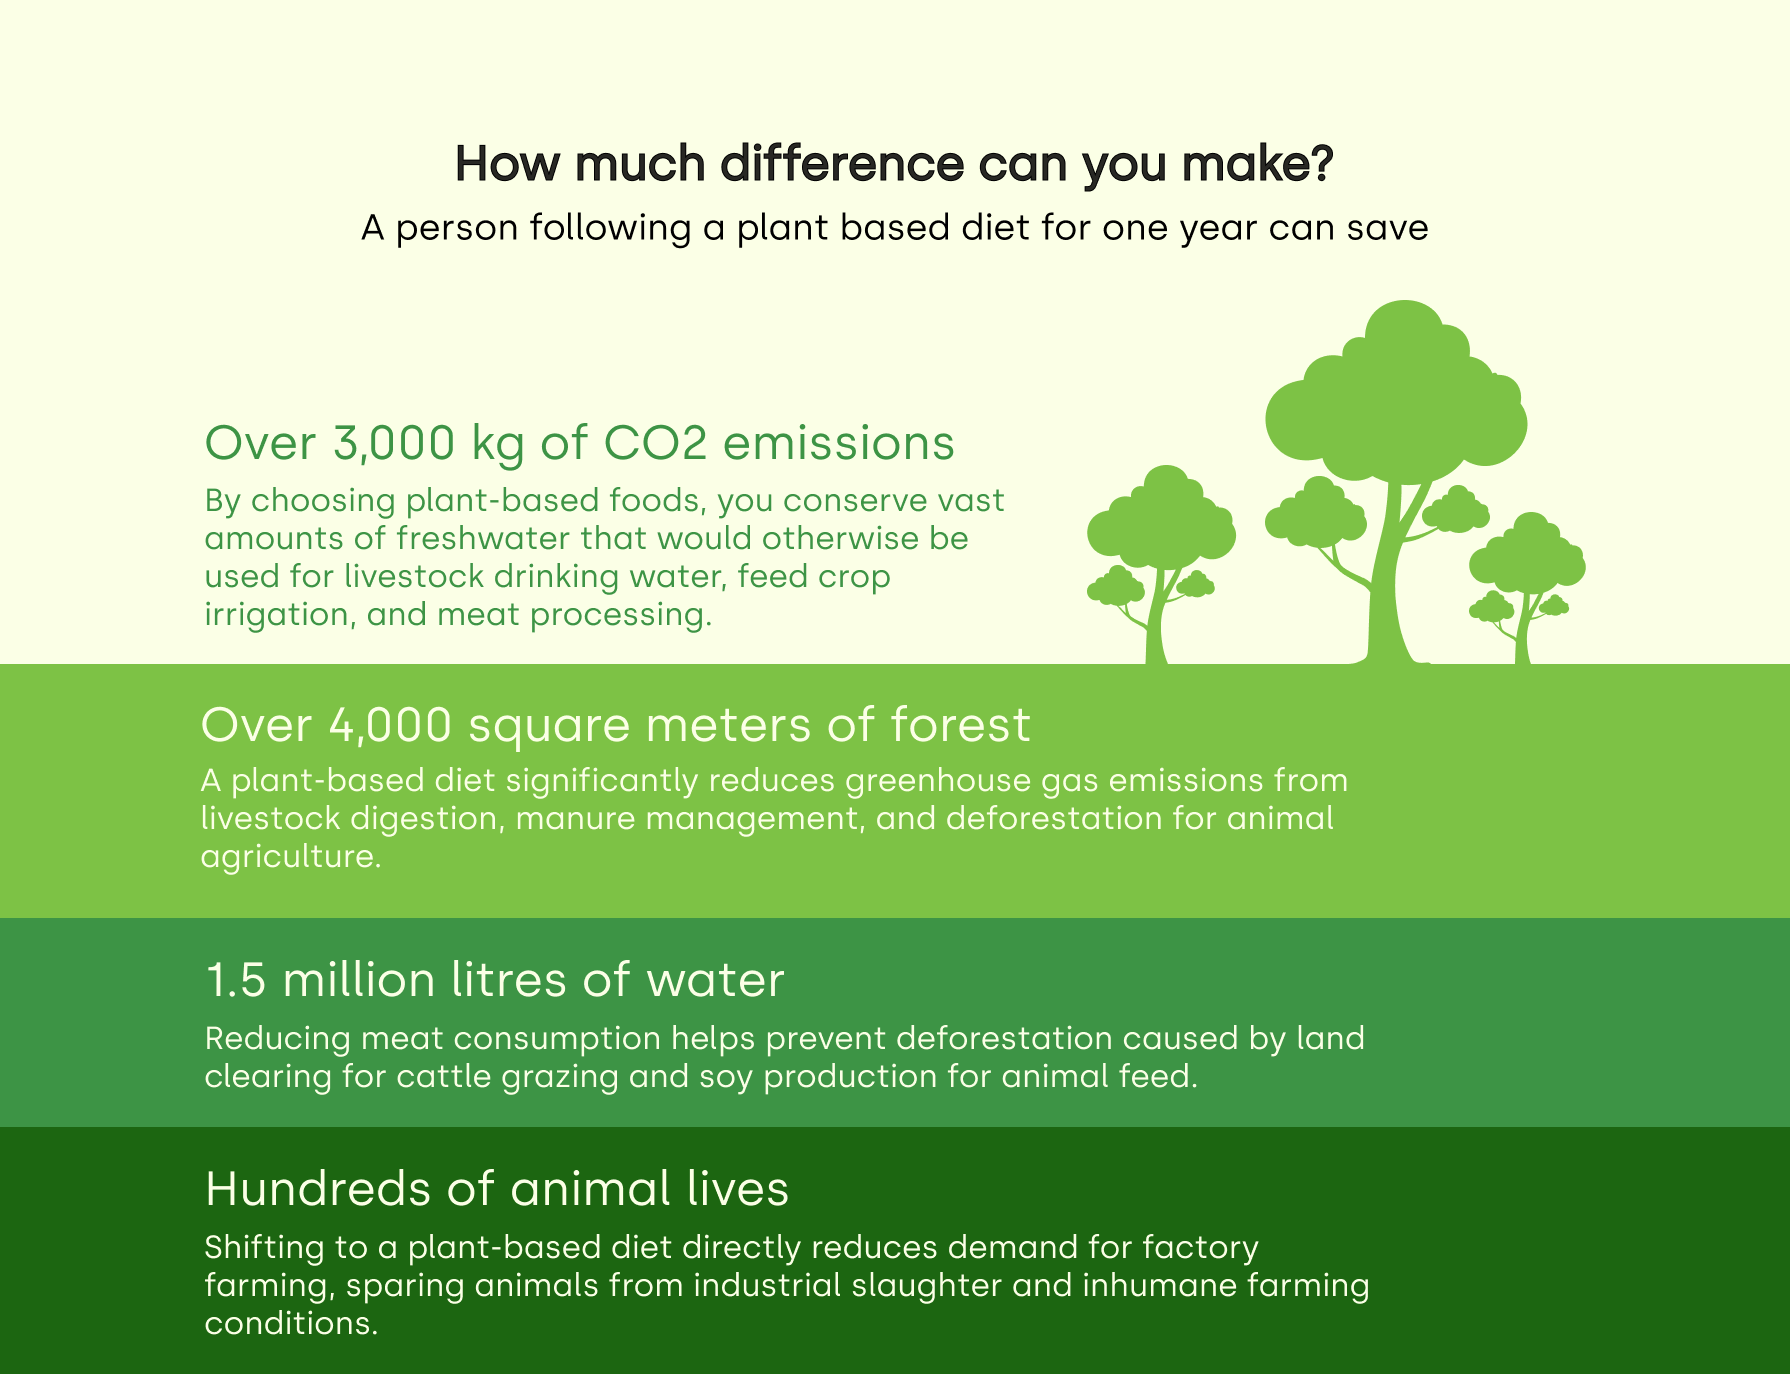 How much difference can you make?
A person following a plant based diet for one year can save
Over 3,000 kg of CO2 emissions
By choosing plant-based foods, you conserve vast
amounts of freshwater that would otherwise be
used for livestock drinking water, feed crop
irrigation, and meat processing.
Over 4,000 square meters of forest
A plant-based diet significantly reduces greenhouse gas emissions from
livestock digestion, manure management, and deforestation for animal
agriculture.
1.5 million litres of water
Reducing meat consumption helps prevent deforestation caused by land
clearing for cattle grazing and soy production for animal feed.
Hundreds of animal lives
Shifting to a plant-based diet directly reduces demand for factory
farming, sparing animals from industrial slaughter and inhumane farming
conditions.